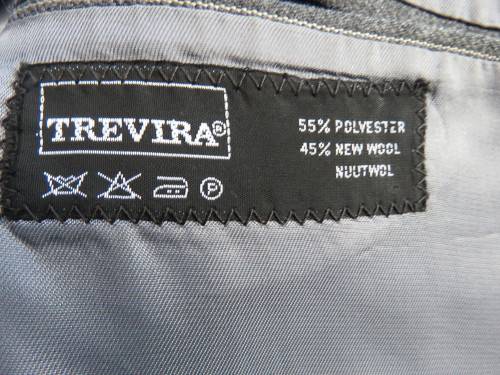 TREVIRA®
55% POLYESTER
45% NEW WOOL
NUUTWOL
P